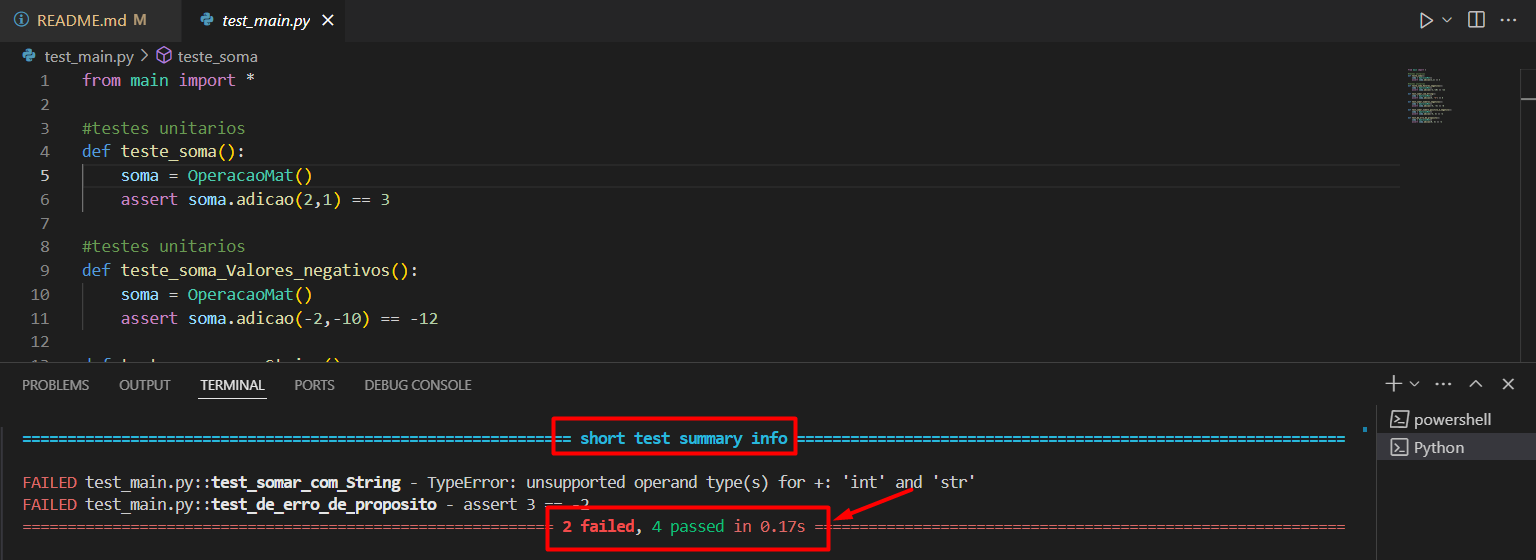 README.md M test_main.py
test_main.py teste_soma
1 from main import *
2
3 #testes unitarios
4 def teste_soma():
5 soma = OperacaoMat()
6 assert soma.adicao(2,1) == 3
7
8 #testes unitarios
9 def teste_soma_Valores_negativos():
10 soma = OperacaoMat()
11 assert soma.adicao(-2,-10) == -12
12
PROBLEMS OUTPUT TERMINAL PORTS DEBUG CONSOLE
powershell
Python
============================================================= short test summary info =============================================================
FAILED test_main.py::test_somar_com_String - TypeError: unsupported operand type(s) for +: 'int' and 'str'
FAILED test_main.py::test_de_erro_de_proposito - assert 3 == -2
=========================================================== 2 failed, 4 passed in 0.17s ===========================================================